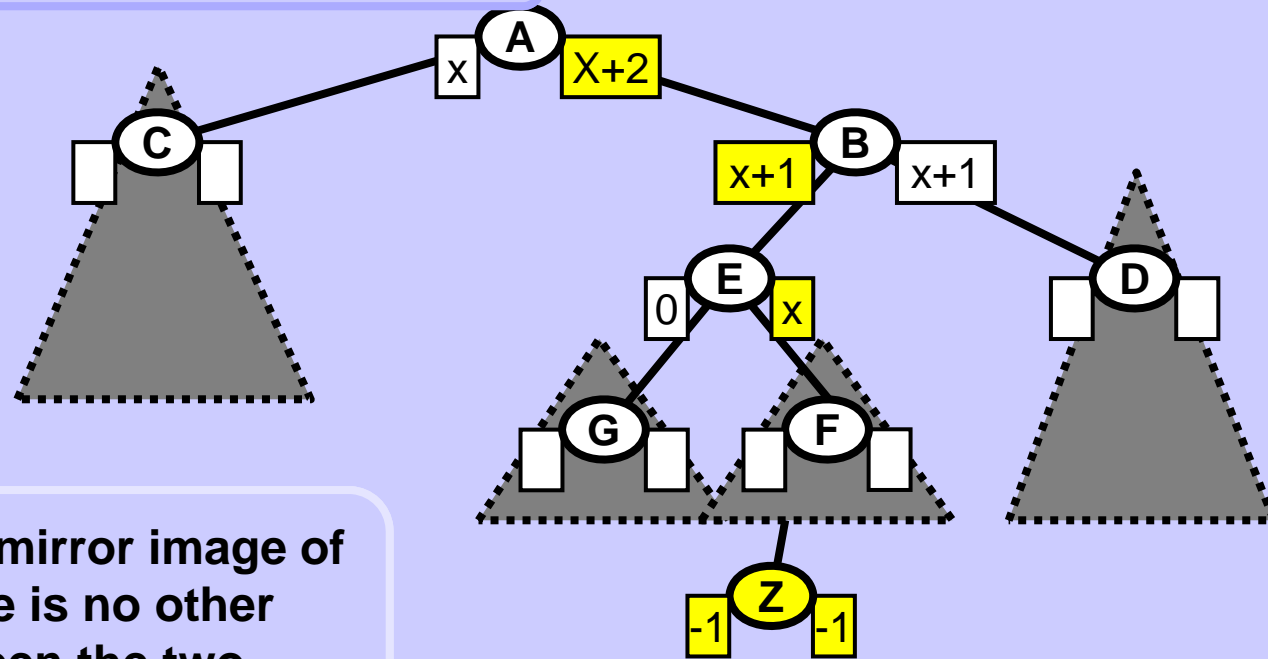 A
x X+2
C B
x+1 x+1
E D
0 x
G F
mirror image of
is no other
Z
-1 -1